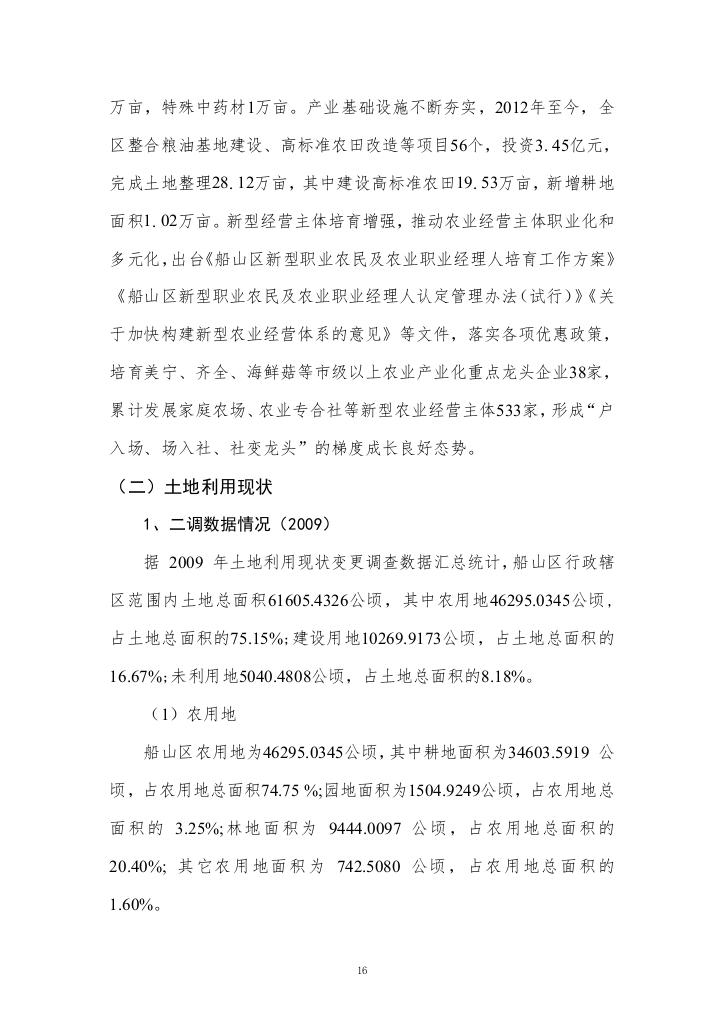 万亩，特殊中药材1万亩。产业基础设施不断夯实，2012年至今，全
区整合粮油基地建设、高标准农田改造等项目56个，投资3.45亿元，
完成土地整理28.12万亩，其中建设高标准农田19.53万亩，新增耕地
面积1.02万亩。新型经营主体培育增强，推动农业经营主体职业化和
多元化，出台《船山区新型职业农民及农业职业经理人培育工作方案》
《船山区新型职业农民及农业职业经理人认定管理办法（试行）》《关
于加快构建新型农业经营体系的意见》等文件，落实各项优惠政策，
培育美宁、齐全、海鲜菇等市级以上农业产业化重点龙头企业38家，
累计发展家庭农场、农业专合社等新型农业经营主体533家，形成“户
入场、场入社、社变龙头”的梯度成长良好态势。
（二）土地利用现状
1、二调数据情况（2009）
据 2009 年土地利用现状变更调查数据汇总统计，船山区行政辖
区范围内土地总面积61605.4326公顷，其中农用地46295.0345公顷，
占土地总面积的75.15%;建设用地10269.9173公顷，占土地总面积的
16.67%;未利用地5040.4808公顷，占土地总面积的8.18%。
（1）农用地
船山区农用地为46295.0345公顷，其中耕地面积为34603.5919 公
顷，占农用地总面积74.75 %;园地面积为1504.9249公顷，占农用地总
面积的 3.25%;林地面积为 9444.0097 公顷，占农用地总面积的
20.40%; 其它农用地面积为 742.5080 公顷，占农用地总面积的
1.60%。
16